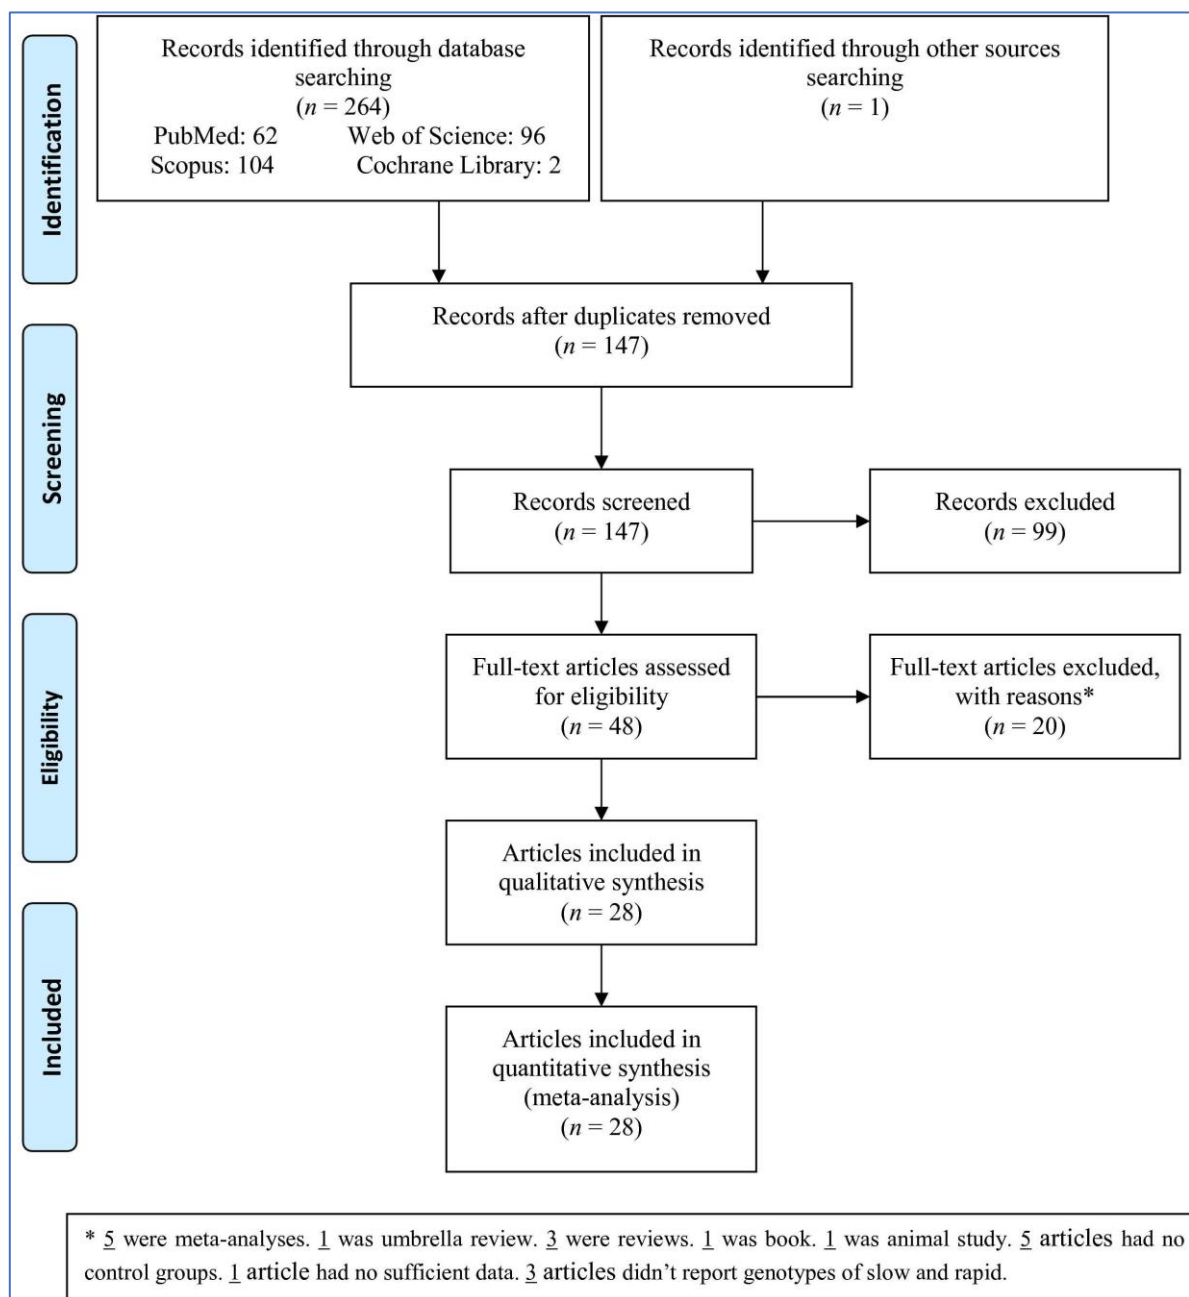 Identification
Records identified through database
searching
(n = 264)
PubMed: 62 Web of Science: 96
Scopus: 104 Cochrane Library: 2
Records identified through other sources
searching
(n = 1)
Records after duplicates removed
(n = 147)
Screening
Records screened
(n = 147)
Records excluded
(n = 99)
Eligibility
Full-text articles assessed
for eligibility
(n = 48)
Full-text articles excluded,
with reasons*
(n = 20)
Articles included in
qualitative synthesis
(n = 28)
Included
Articles included in
quantitative synthesis
(meta-analysis)
(n = 28)
* 5 were meta-analyses. 1 was umbrella review. 3 were reviews. 1 was book. 1 was animal study. 5 articles had no
control groups. 1 article had no sufficient data. 3 articles didn’t report genotypes of slow and rapid.